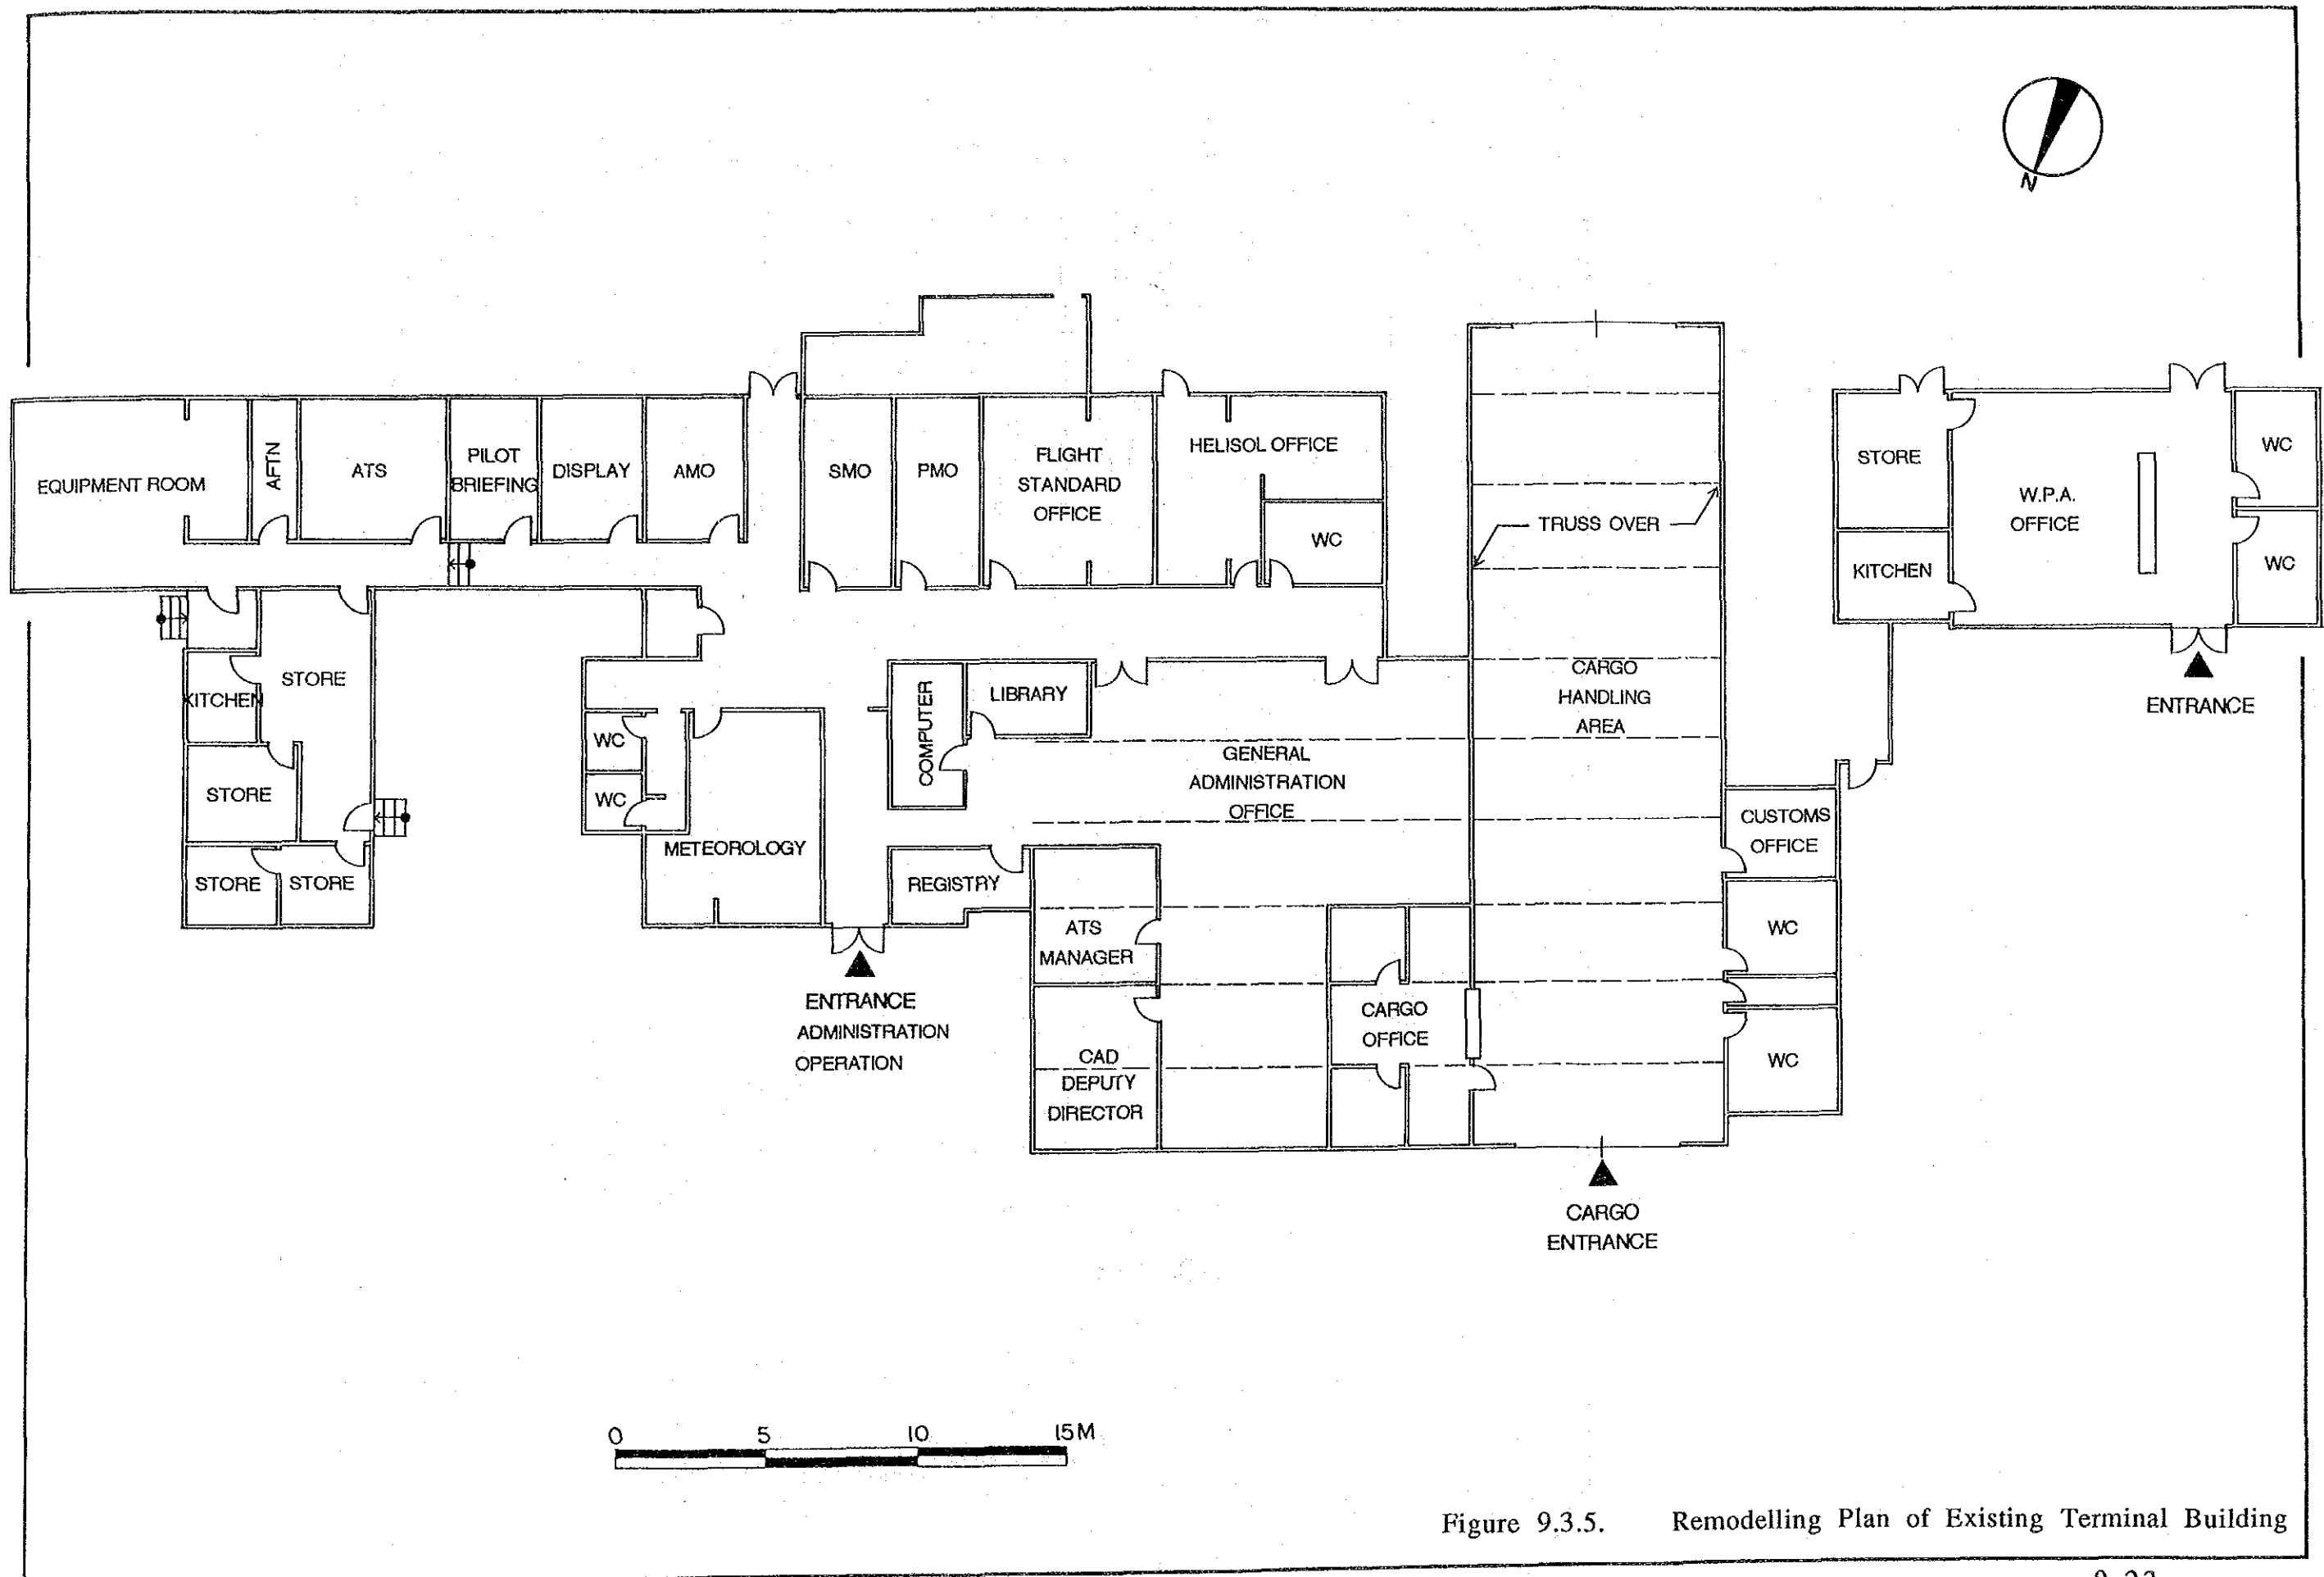 N
EQUIPMENT ROOM
AFTN
ATS
PILOT
BRIEFING
DISPLAY
AMO
SMO
PMO
FLIGHT
STANDARD
OFFICE
HELISOL OFFICE
WC
TRUSS OVER
STORE
KITCHEN
W.P.A.
OFFICE
WC
WC
ENTRANCE
KITCHEN
STORE
STORE
STORE
STORE
WC
WC
METEOROLOGY
COMPUTER
LIBRARY
GENERAL
ADMINISTRATION
OFFICE
CARGO
HANDLING
AREA
CUSTOMS
OFFICE
WC
WC
REGISTRY
ATS
MANAGER
CAD
DEPUTY
DIRECTOR
CARGO
OFFICE
ENTRANCE
ADMINISTRATION
OPERATION
CARGO
ENTRANCE
0 5 10 15M
Figure 9.3.5. Remodelling Plan of Existing Terminal Building